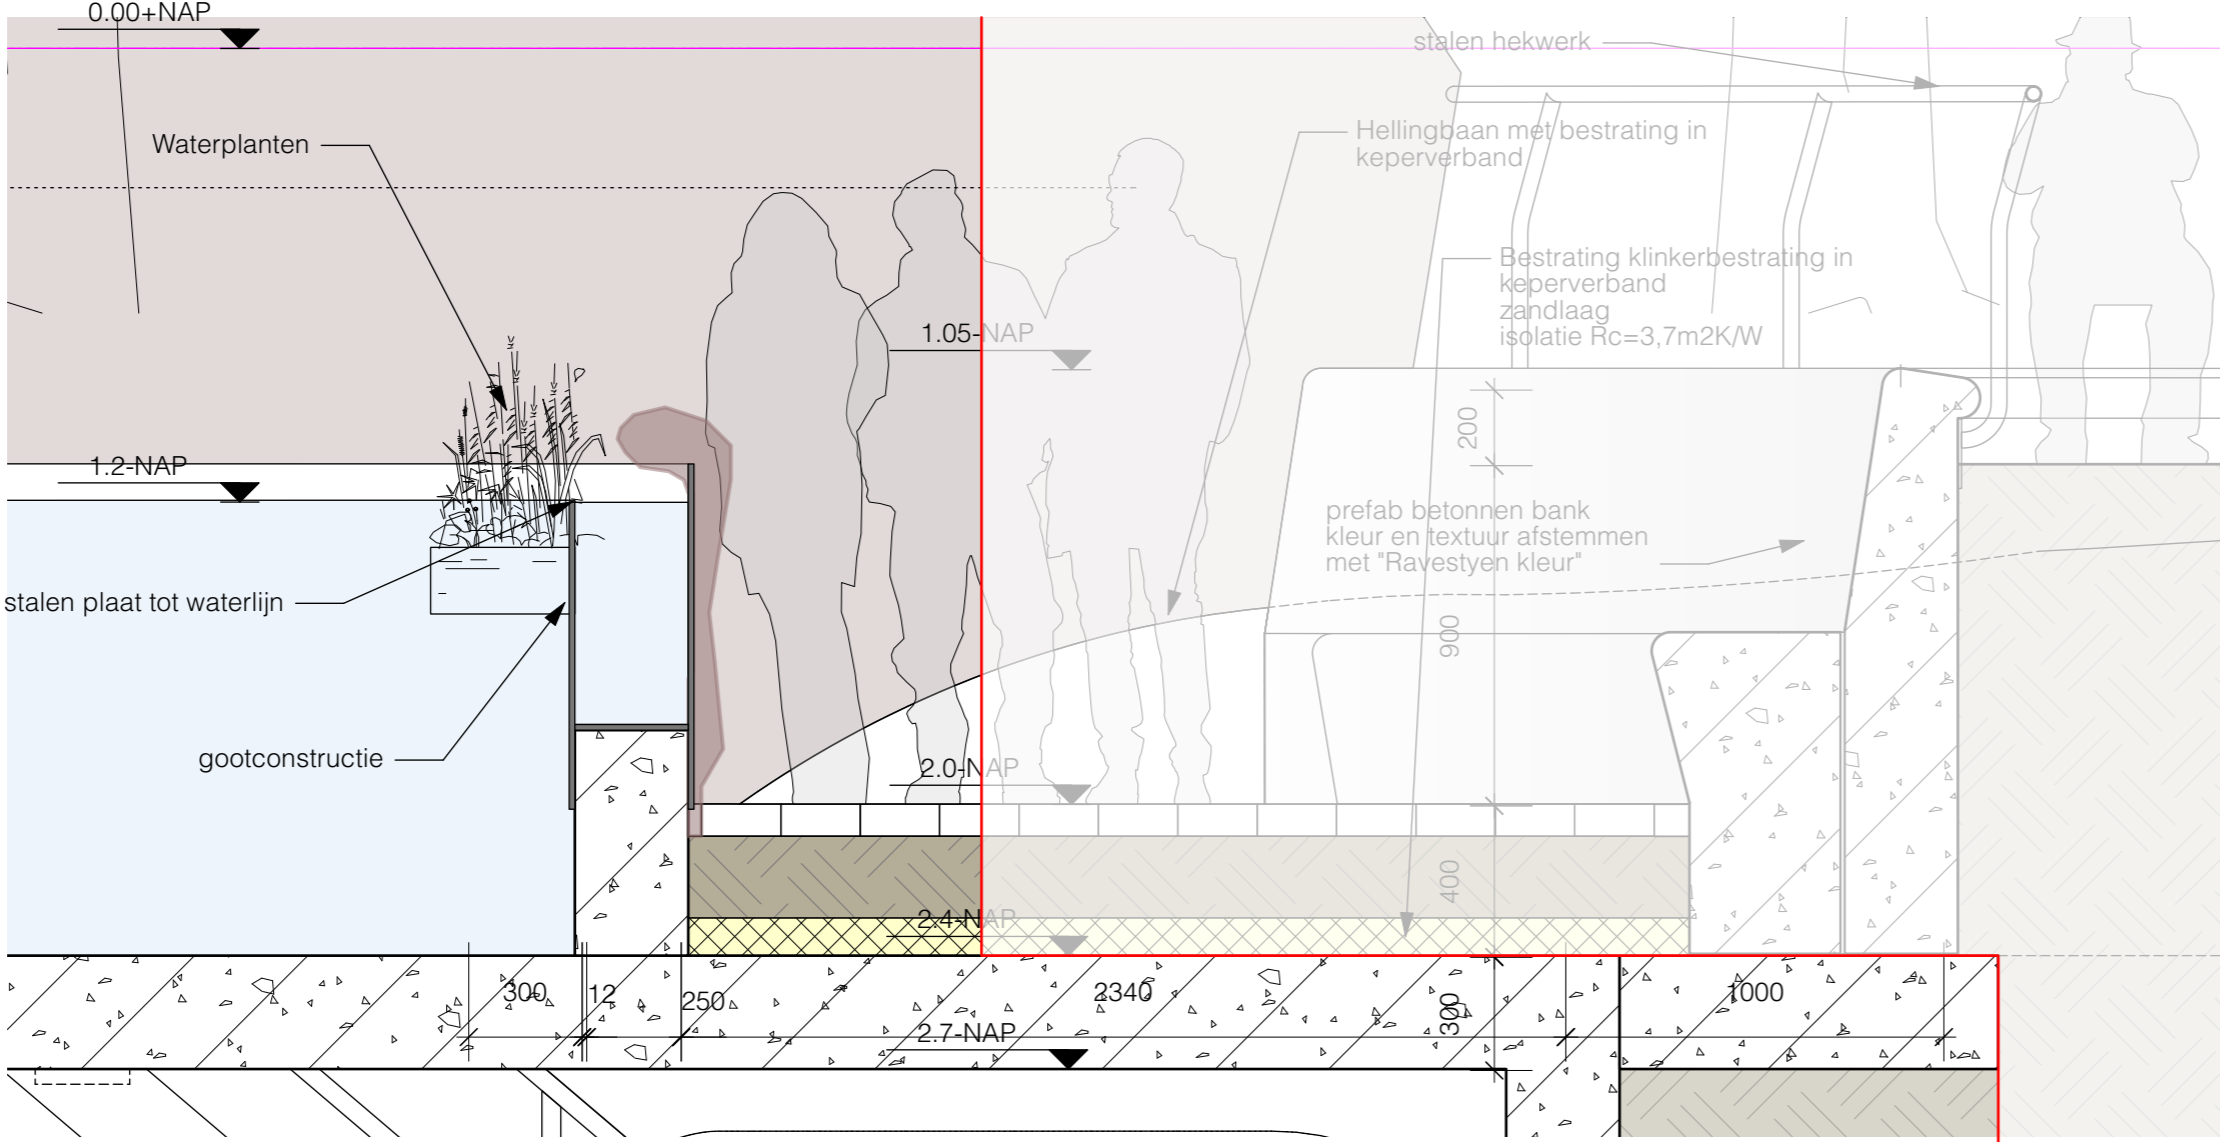 0.00+NAP
stalen hekwerk
Waterplanten
Hellingbaan met bestrating in
keperverband
Bestrating klinkerbestrating in
keperverband
zandlaag
isolatie Rc=3,7m2K/W
1.05-NAP
200
1.2-NAP
prefab betonnen bank
kleur en textuur afstemmen
met "Ravestyen kleur"
stalen plaat tot waterlijn
900
gootconstructie
2.0-NAP
400
2.4-NAP
300
12
250
2340
300
1000
2.7-NAP